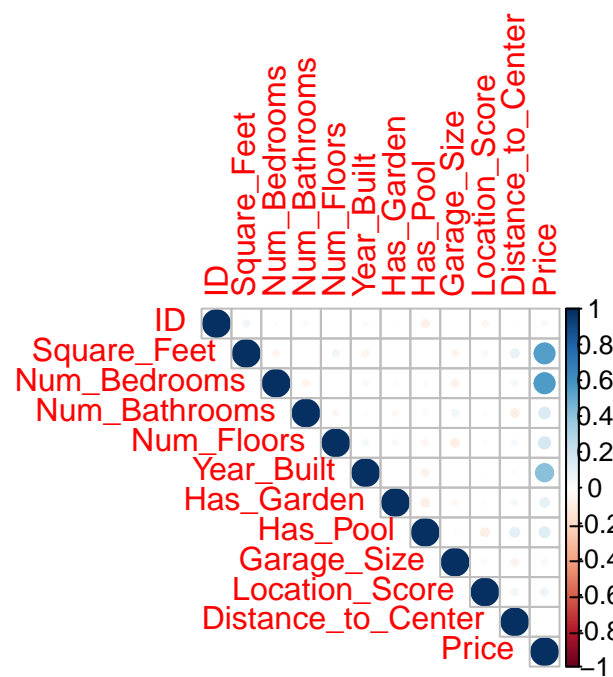 ID
Square_Feet
Num_Bedrooms
Num_Bathrooms
Num_Floors
Year_Built
Has_Garden
Has_Pool
Garage_Size
Location_Score
Distance_to_Center
Price
ID
Square_Feet
Num_Bedrooms
Num_Bathrooms
Num_Floors
Year_Built
Has_Garden
Has_Pool
Garage_Size
Location_Score
Distance_to_Center
Price
1
0.8
0.6
0.4
0.2
0
−0.2
−0.4
−0.6
−0.8
−1